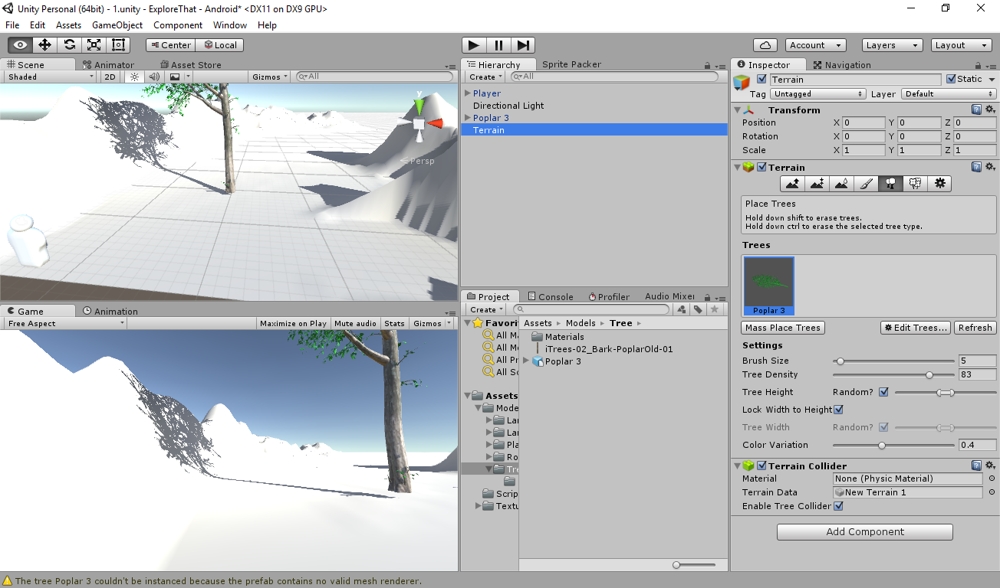 Unity Personal (64bit) - 1.unity - ExploreThat - Android* <DX11 on DX9 GPU>
File Edit Assets GameObject Component Window Help
Center Local Account Layers Layout
Scene Animator Asset Store
Shaded 2D Gizmos All
y
Persp
Game Animation
Free Aspect Maximize on Play Mute audio Stats Gizmos
Hierarchy Sprite Packer
Create All
Player
Directional Light
Poplar 3
Terrain
Project Console Profiler Audio Mixer
Create
Favorit
All Ma
All Mo
All Pr
All Sc
Assets
Mode
Lar
Lar
Pla
Ro
Tre
Scrip
Textu
Assets Models Tree
Materials
iTrees-02_Bark-PoplarOld-01
Poplar 3
Inspector Navigation
Terrain Static
Tag Untagged Layer Default
Transform
Position X 0 Y 0 Z 0
Rotation X 0 Y 0 Z 0
Scale X 1 Y 1 Z 1
Terrain
Place Trees
Hold down shift to erase trees.
Hold down ctrl to erase the selected tree type.
Trees
Poplar 3
Mass Place Trees Edit Trees... Refresh
Settings
Brush Size 5
Tree Density 83
Tree Height Random?
Lock Width to Height
Tree Width Random?
Color Variation 0.4
Terrain Collider
Material None (Physic Material)
Terrain Data New Terrain 1
Enable Tree Collider
Add Component
The tree Poplar 3 couldn't be instanced because the prefab contains no valid mesh renderer.